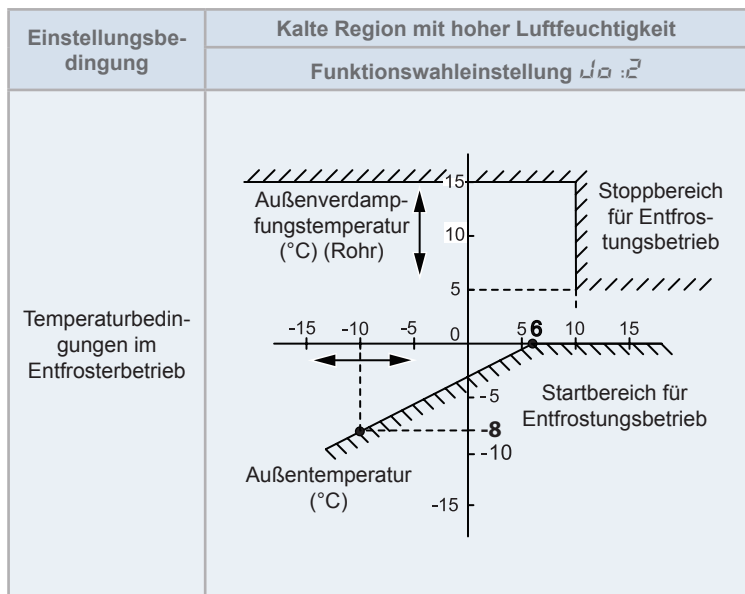 Einstellungsbe-
dingung
Kalte Region mit hoher Luftfeuchtigkeit
Funktionswahleinstellung Jo :2
Temperaturbedin-
gungen im
Entfrosterbetrieb
Außenverdamp-
fungstemperatur
(°C) (Rohr)
Stoppbereich
für Entfros-
tungsbetrieb
15
10
5
-15 -10 -5 0 5 6 10 15
-5
-8
-10
-15
Startbereich für
Entfrostungsbetrieb
Außentemperatur
(°C)